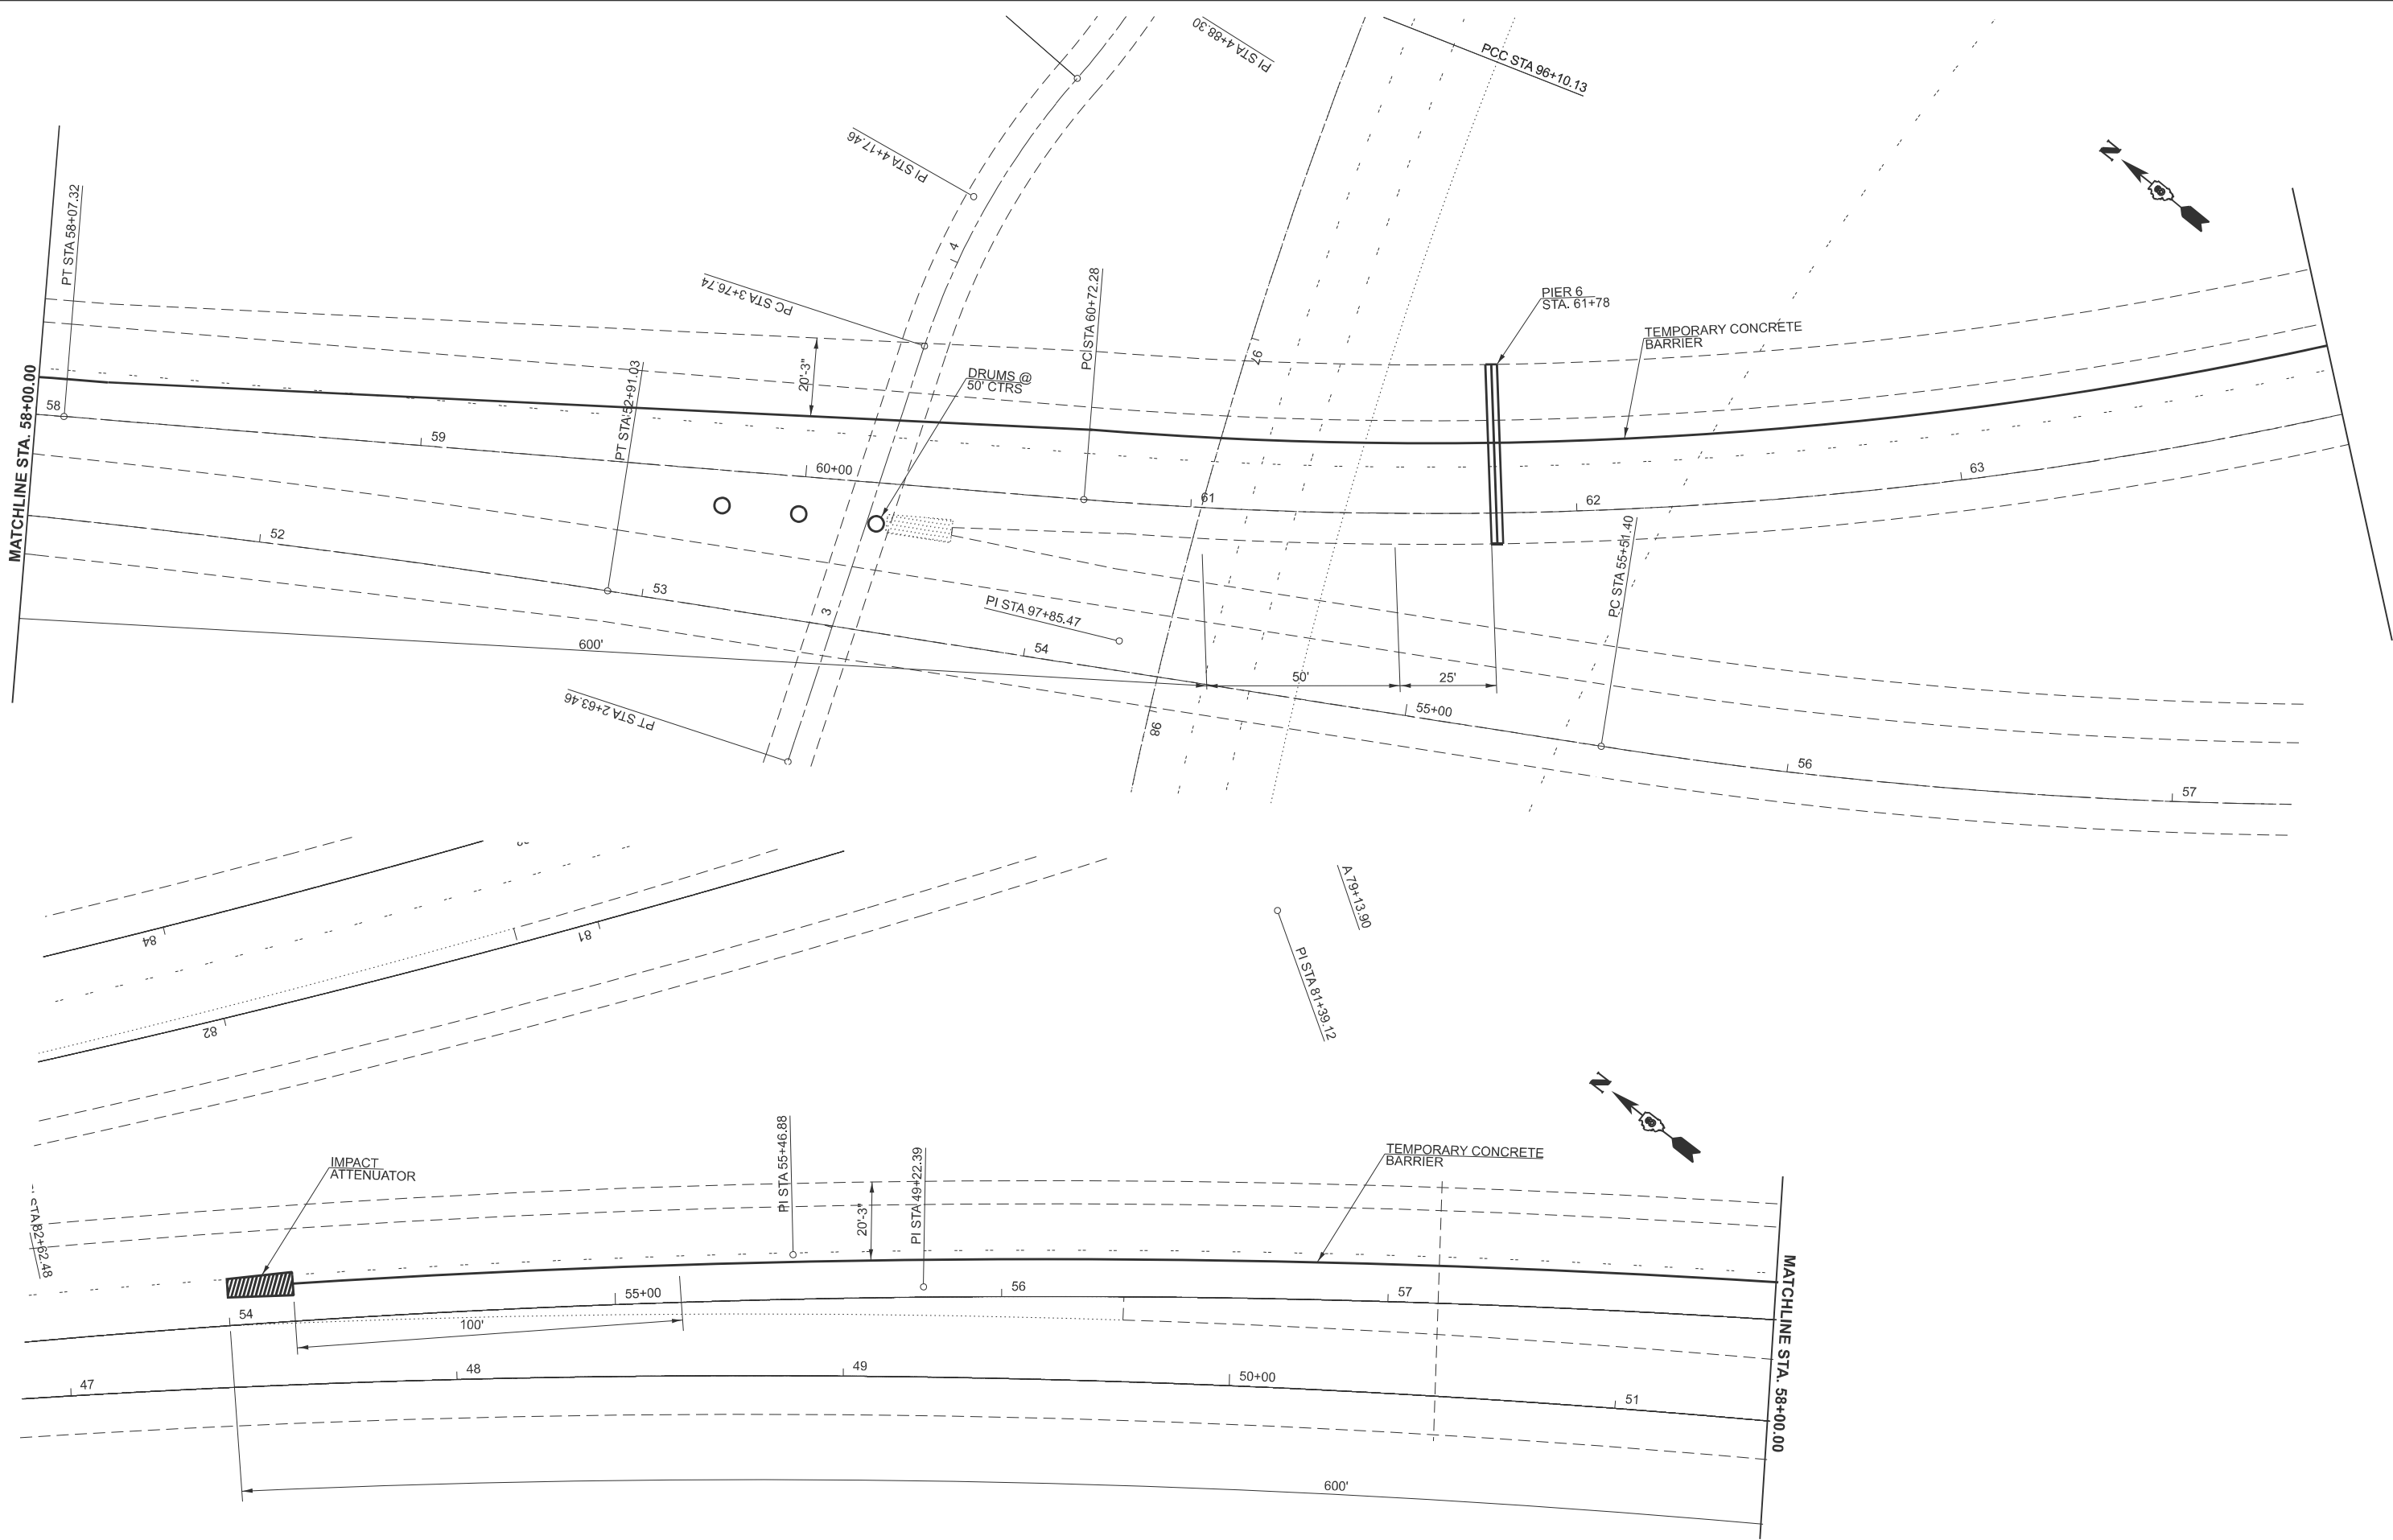 PI STA 4+88.30
PCC STA 96+10.13
PI STA 4+17.46
N
PT STA 58+07.32
4
PC STA 3+76.74
PC STA 60+72.28
97
PIER 6
STA. 61+78
TEMPORARY CONCRETE
BARRIER
MATCHLINE STA. 58+00.00
58
20'-3"
DRUMS @
50' CTRS
PT STA 52+91.03
59
60+00
61
62
63
52
53
3
PI STA 97+85.47
54
PC STA 55+51.40
600'
50'
25'
PT STA 2+63.46
98
55+00
56
57
84
81
82
A 79+13.90
PI STA 81+39.12
N
IMPACT
ATTENUATOR
PI STA 55+46.88
PI STA 49+22.39
TEMPORARY CONCRETE
BARRIER
STA 82+62.48
20'-3"
54
55+00
56
57
100'
MATCHLINE STA. 58+00.00
47
48
49
50+00
51
600'